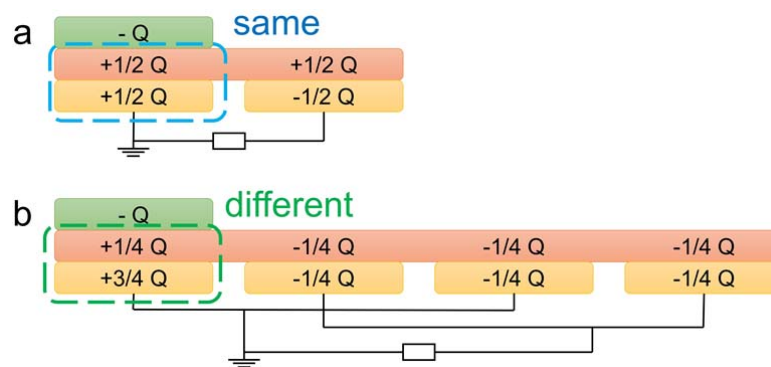 a
same
- Q
+1/2 Q +1/2 Q
+1/2 Q -1/2 Q
b
different
- Q
+1/4 Q -1/4 Q -1/4 Q -1/4 Q
+3/4 Q -1/4 Q -1/4 Q -1/4 Q